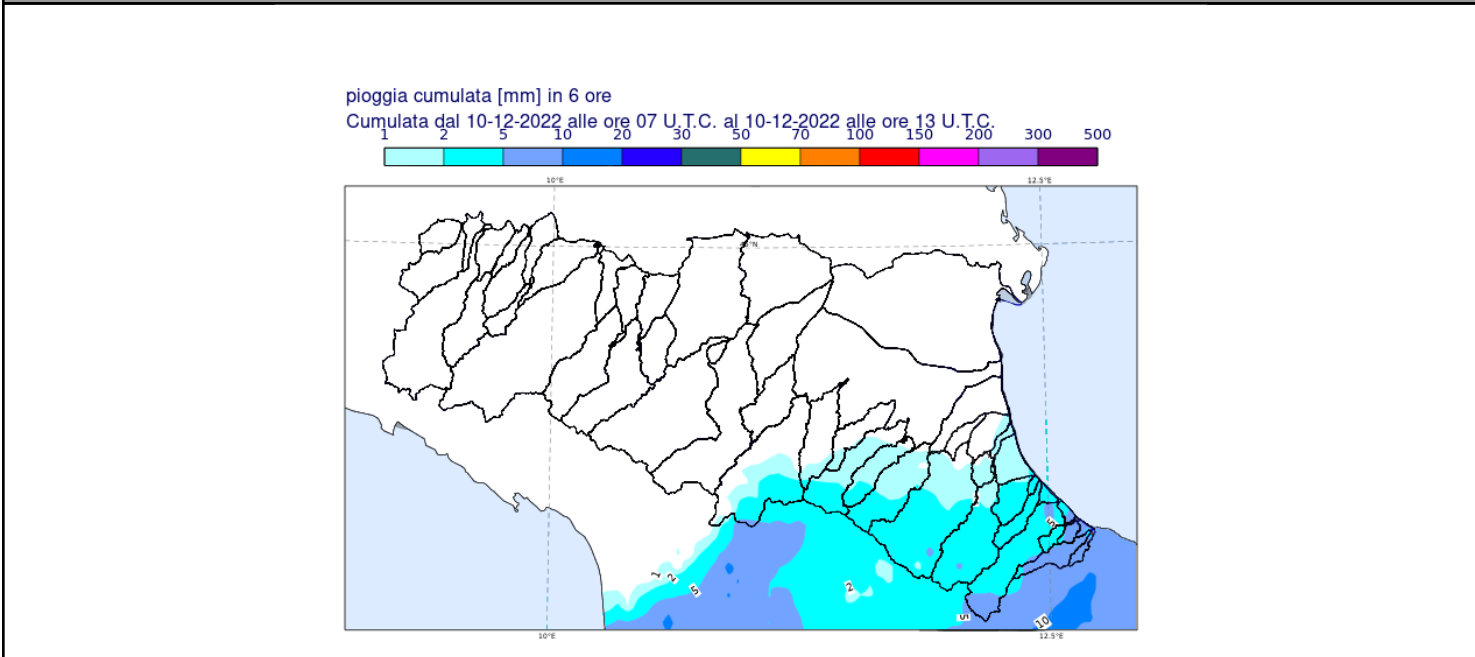 pioggia cumulata [mm] in 6 ore
Cumulata dal 10-12-2022 alle ore 07 U.T.C. al 10-12-2022 alle ore 13 U.T.C.
1 2 5 10 20 30 50 70 100 150 200 300 500
10°E 12.5°E
5
1 2 5 2
5 10
10°E 12.5°E